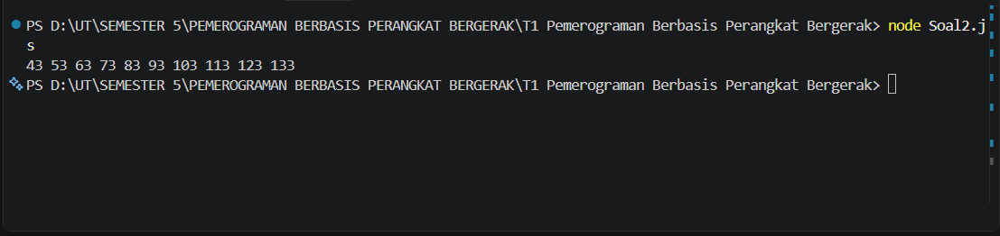 PS D:\UT\SEMESTER 5\PEMEROGRAMAN BERBASIS PERANGKAT BERGERAK\T1 Pemerograman Berbasis Perangkat Bergerak> node Soal2.j
s
43 53 63 73 83 93 103 113 123 133
PS D:\UT\SEMESTER 5\PEMEROGRAMAN BERBASIS PERANGKAT BERGERAK\T1 Pemerograman Berbasis Perangkat Bergerak>